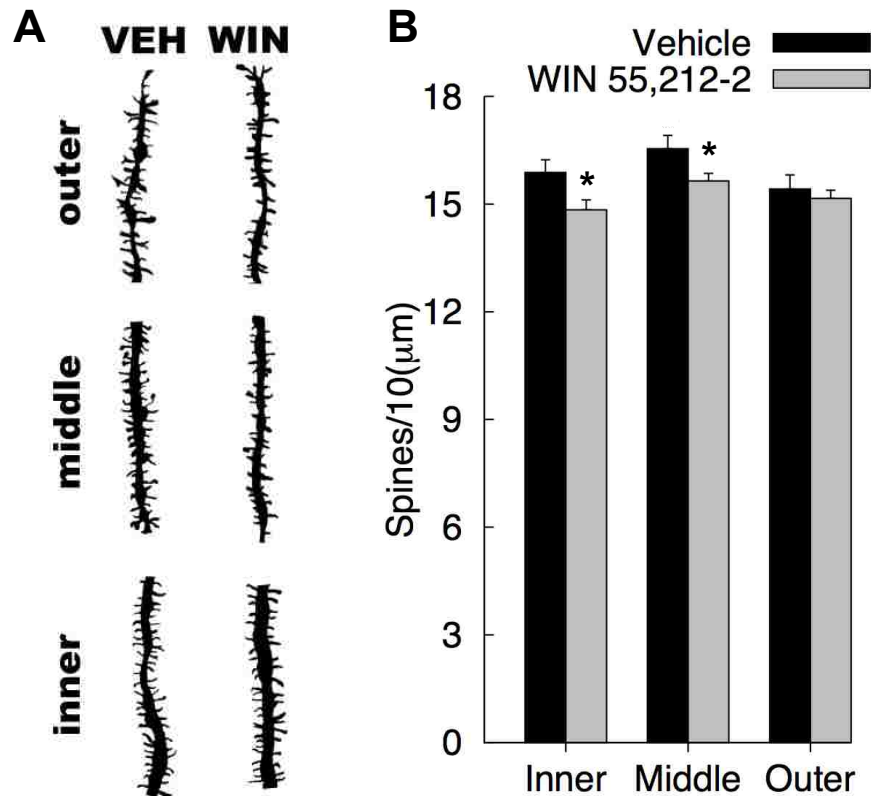 A
VEH WIN
outer
middle
inner
B
Vehicle
WIN 55,212-2
Spines/10(μm)
18
15
12
9
6
3
0
*
*
Inner Middle Outer